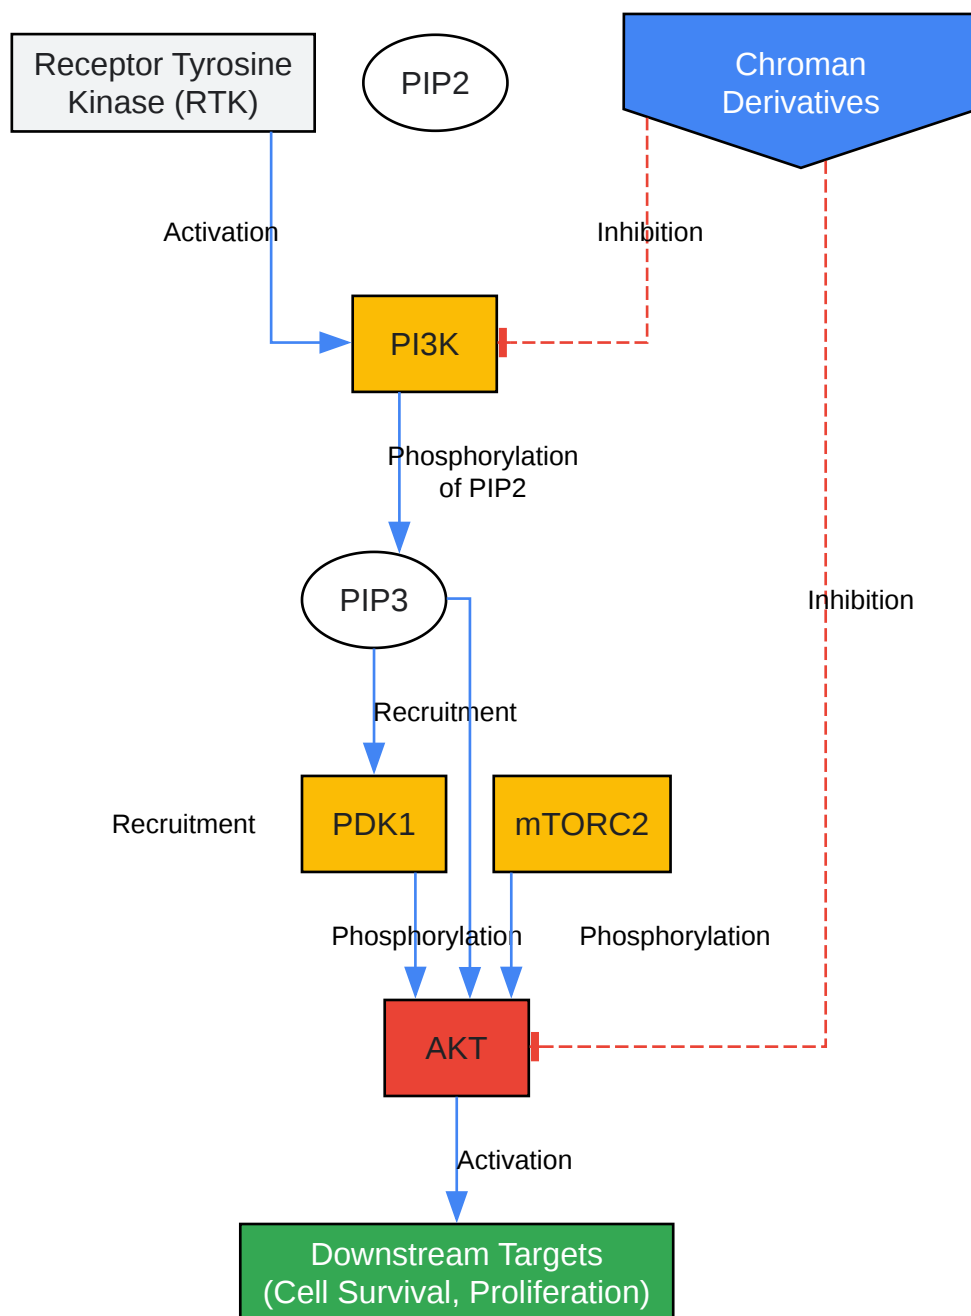 Receptor Tyrosine
Kinase (RTK)
PIP2
Chroman
Derivatives
Activation
Inhibition
PI3K
Phosphorylation
of PIP2
PIP3
Inhibition
Recruitment
Recruitment
PDK1
mTORC2
Phosphorylation
Phosphorylation
AKT
Activation
Downstream Targets
(Cell Survival, Proliferation)